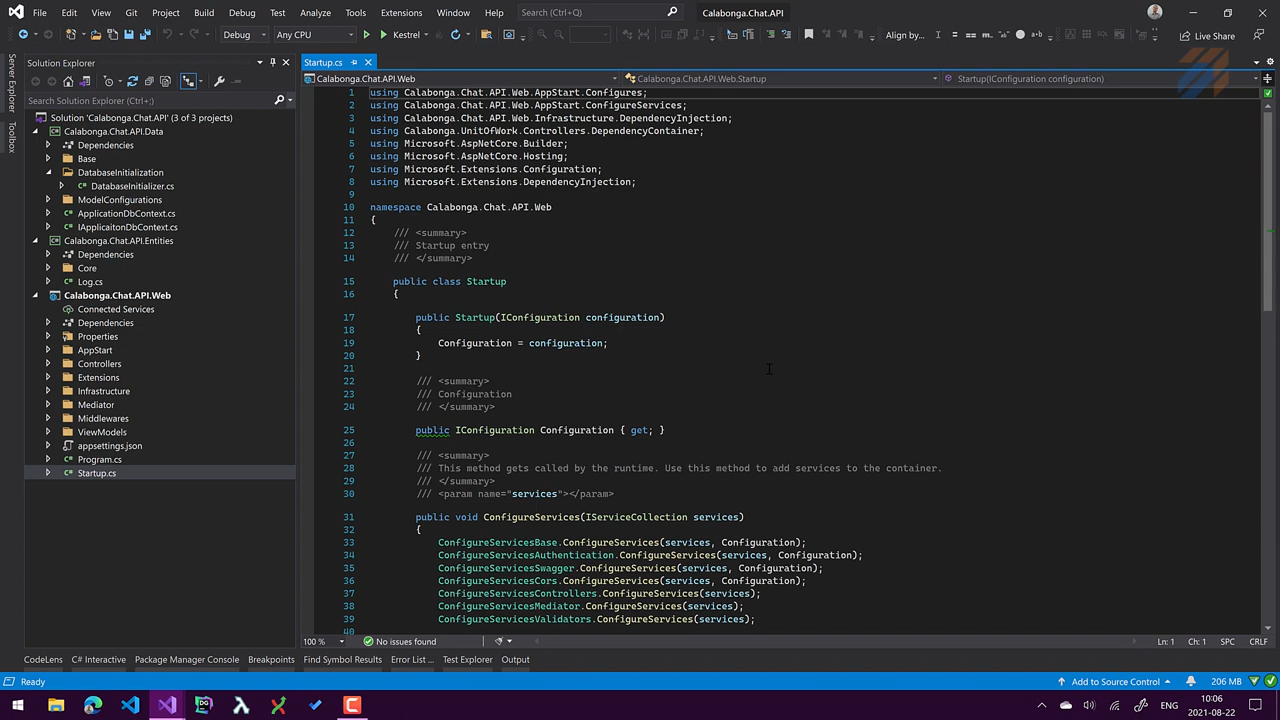 File Edit View Git Project Build Debug Test Analyze Tools Extensions Window Help Search (Ctrl+Q) Calabonga.Chat.API
Debug Any CPU Kestrel Align by... Live Share
Server Explorer
Toolbox
Solution Explorer
Search Solution Explorer (Ctrl+;)
Solution 'Calabonga.Chat.API' (3 of 3 projects)
Calabonga.Chat.API.Data
Dependencies
Base
DatabaseInitialization
DatabaseInitializer.cs
ModelConfigurations
ApplicationDbContext.cs
IApplicaitonDbContext.cs
Calabonga.Chat.API.Entities
Dependencies
Core
Log.cs
Calabonga.Chat.API.Web
Connected Services
Dependencies
Properties
AppStart
Controllers
Extensions
Infrastructure
Mediator
Middlewares
ViewModels
appsettings.json
Program.cs
Startup.cs
Startup.cs
Calabonga.Chat.API.Web Calabonga.Chat.API.Web.Startup Startup(IConfiguration configuration)
1 using Calabonga.Chat.API.Web.AppStart.Configures;
2 using Calabonga.Chat.API.Web.AppStart.ConfigureServices;
3 using Calabonga.Chat.API.Web.Infrastructure.DependencyInjection;
4 using Calabonga.UnitOfWork.Controllers.DependencyContainer;
5 using Microsoft.AspNetCore.Builder;
6 using Microsoft.AspNetCore.Hosting;
7 using Microsoft.Extensions.Configuration;
8 using Microsoft.Extensions.DependencyInjection;
9
10 namespace Calabonga.Chat.API.Web
11 {
12 /// <summary>
13 /// Startup entry
14 /// </summary>
15 public class Startup
16 {
17 public Startup(IConfiguration configuration)
18 {
19 Configuration = configuration;
20 }
21
22 /// <summary>
23 /// Configuration
24 /// </summary>
25 public IConfiguration Configuration { get; }
26
27 /// <summary>
28 /// This method gets called by the runtime. Use this method to add services to the container.
29 /// </summary>
30 /// <param name="services"></param>
31 public void ConfigureServices(IServiceCollection services)
32 {
33 ConfigureServicesBase.ConfigureServices(services, Configuration);
34 ConfigureServicesAuthentication.ConfigureServices(services, Configuration);
35 ConfigureServicesSwagger.ConfigureServices(services, Configuration);
36 ConfigureServicesCors.ConfigureServices(services, Configuration);
37 ConfigureServicesControllers.ConfigureServices(services);
38 ConfigureServicesMediator.ConfigureServices(services);
39 ConfigureServicesValidators.ConfigureServices(services);
40
100 % No issues found Ln: 1 Ch: 1 SPC CRLF
CodeLens C# Interactive Package Manager Console Breakpoints Find Symbol Results Error List ... Test Explorer Output
Ready Add to Source Control 206 MB
ENG 10:06
2021-08-22